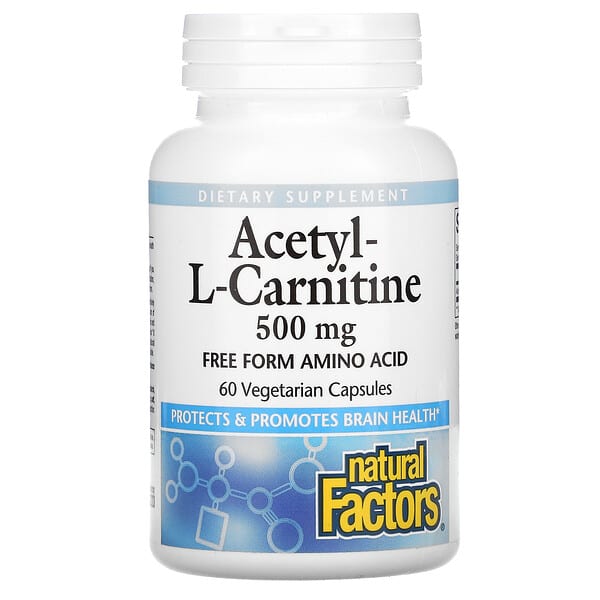 DIETARY SUPPLEMENT
Acetyl-
L-Carnitine
500 mg
FREE FORM AMINO ACID
60 Vegetarian Capsules
PROTECTS & PROMOTES BRAIN HEALTH*
natural
Factors®